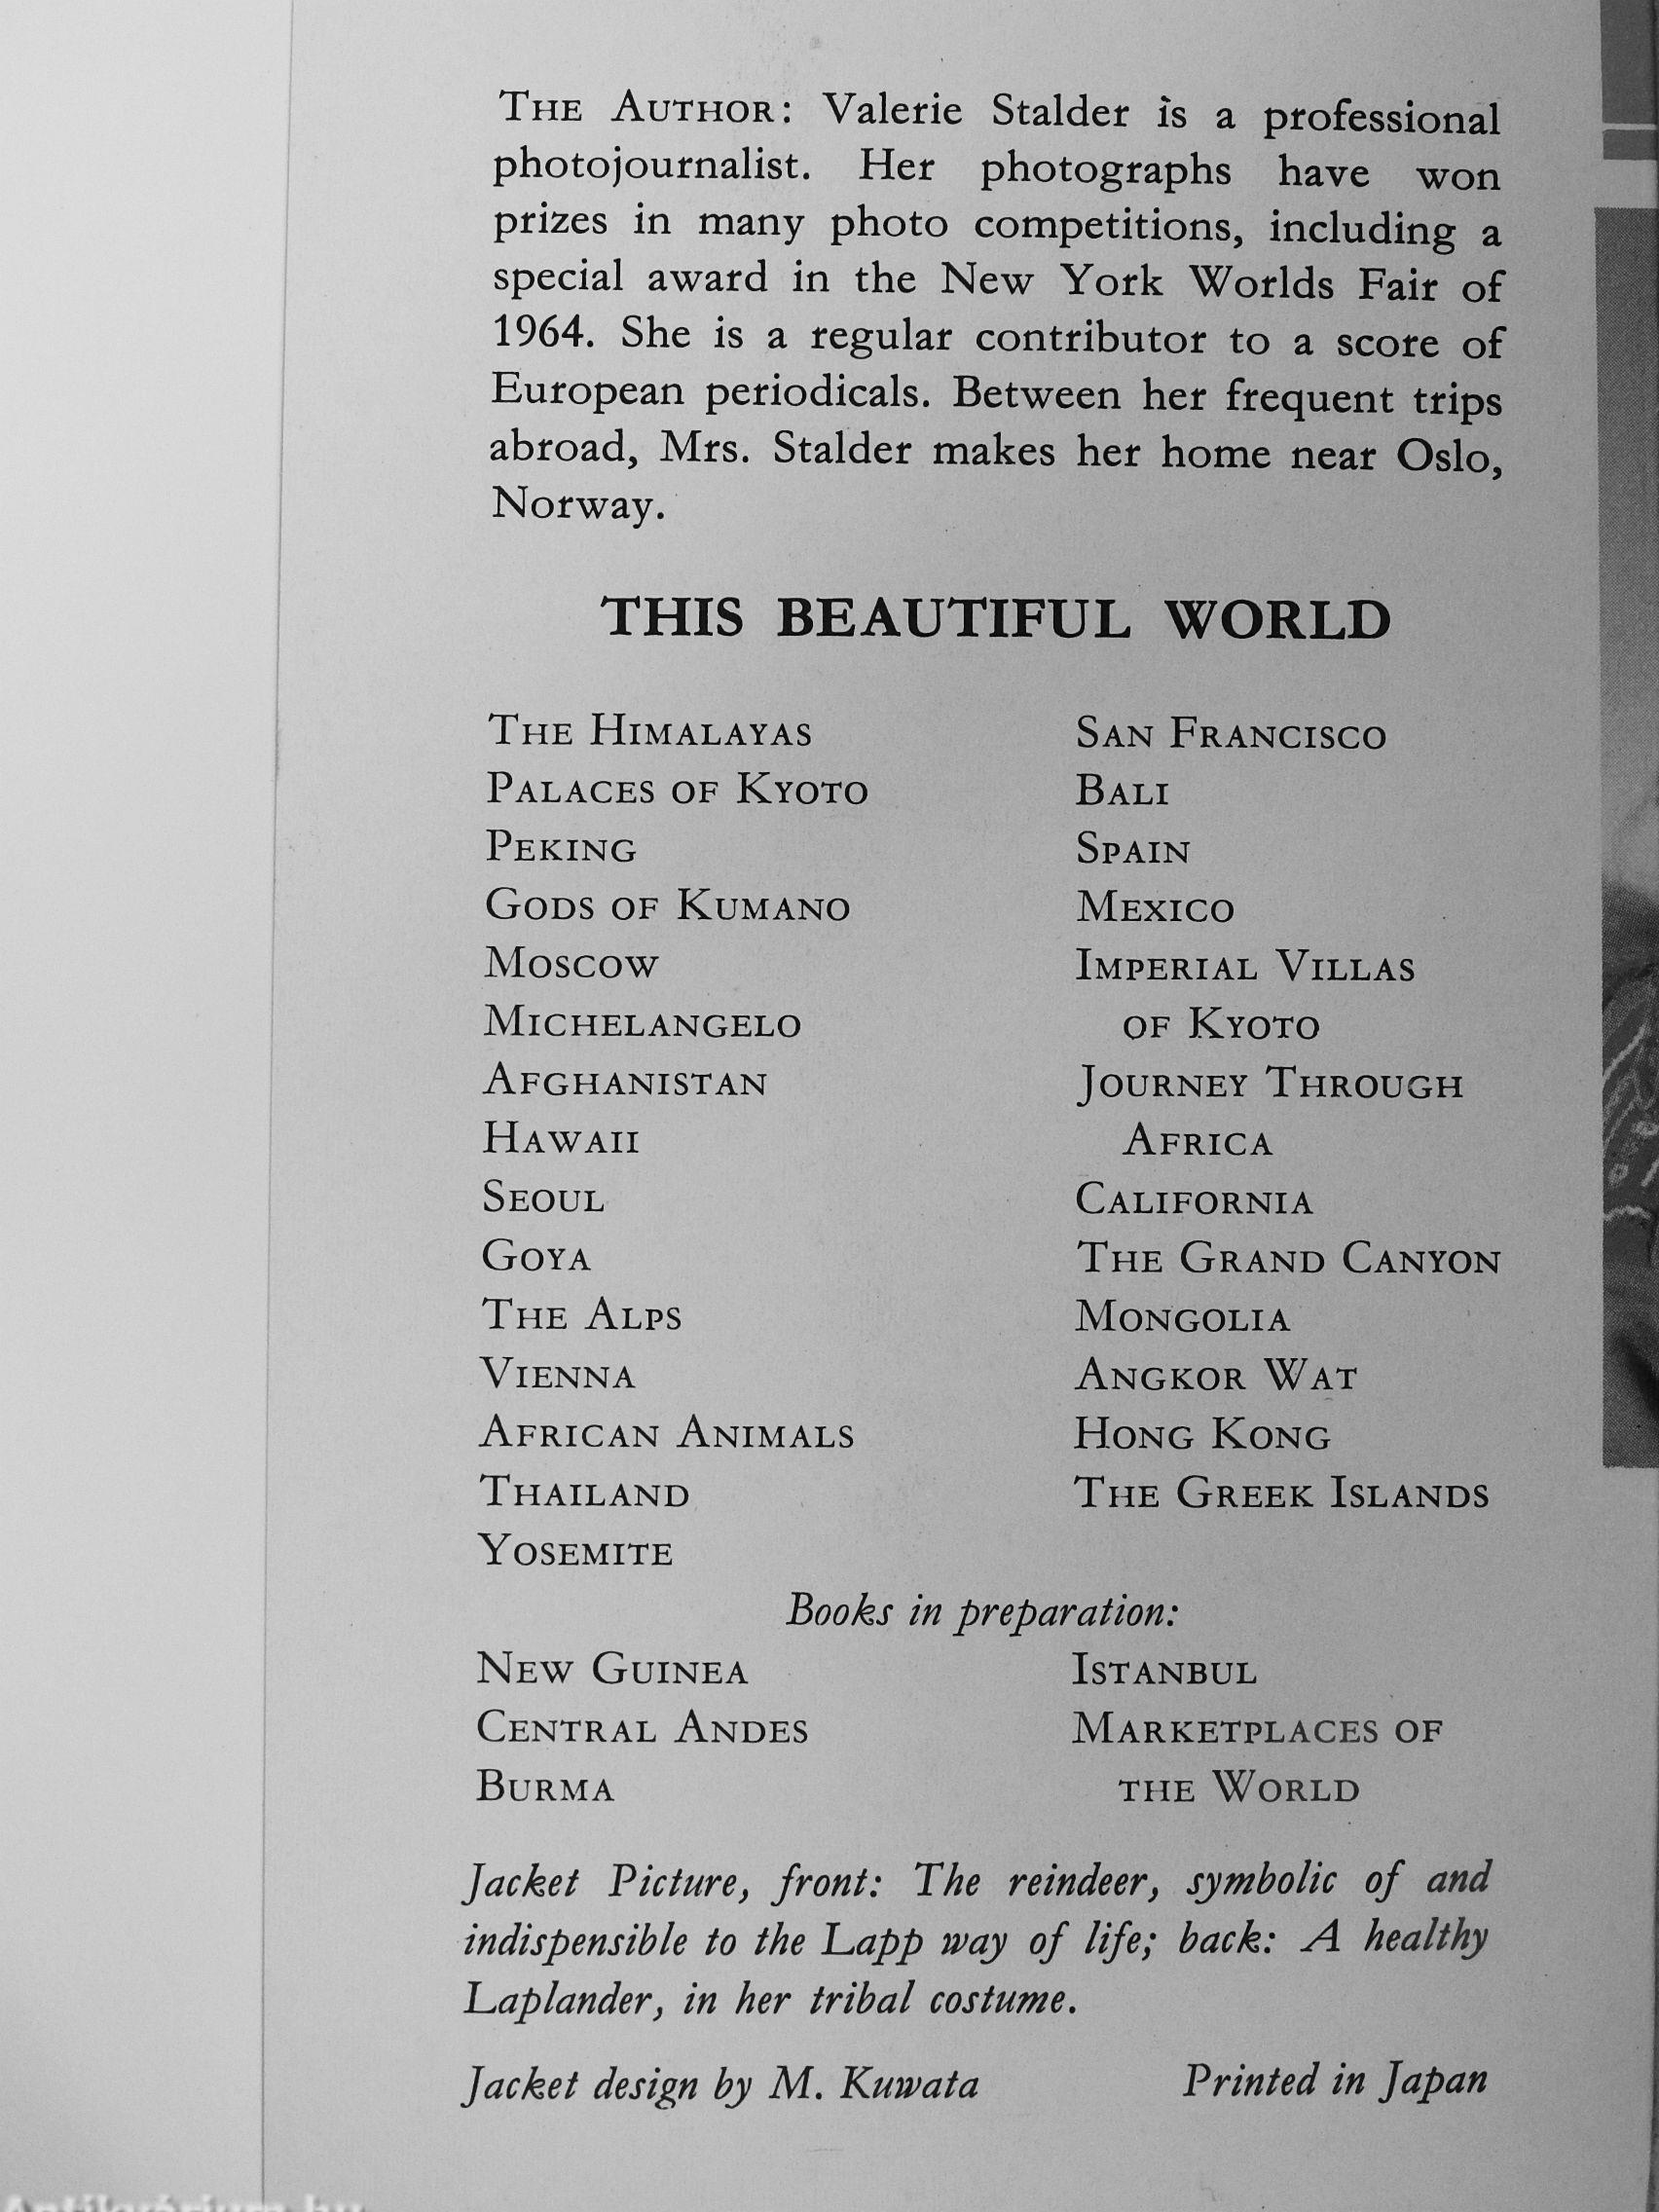 THE AUTHOR: Valerie Stalder is a professional
photojournalist. Her photographs have won
prizes in many photo competitions, including a
special award in the New York Worlds Fair of
1964. She is a regular contributor to a score of
European periodicals. Between her frequent trips
abroad, Mrs. Stalder makes her home near Oslo,
Norway.
THIS BEAUTIFUL WORLD
THE HIMALAYAS
PALACES OF KYOTO
PEKING
GODS OF KUMANO
MOSCOW
MICHELANGELO
AFGHANISTAN
HAWAII
SEOUL
GOYA
THE ALPS
VIENNA
AFRICAN ANIMALS
THAILAND
YOSEMITE
SAN FRANCISCO
BALI
SPAIN
MEXICO
IMPERIAL VILLAS
OF KYOTO
JOURNEY THROUGH
AFRICA
CALIFORNIA
THE GRAND CANYON
MONGOLIA
ANGKOR WAT
HONG KONG
THE GREEK ISLANDS
Books in preparation:
NEW GUINEA
CENTRAL ANDES
BURMA
ISTANBUL
MARKETPLACES OF
THE WORLD
Jacket Picture, front: The reindeer, symbolic of and
indispensible to the Lapp way of life; back: A healthy
Laplander, in her tribal costume.
Jacket design by M. Kuwata
Printed in Japan